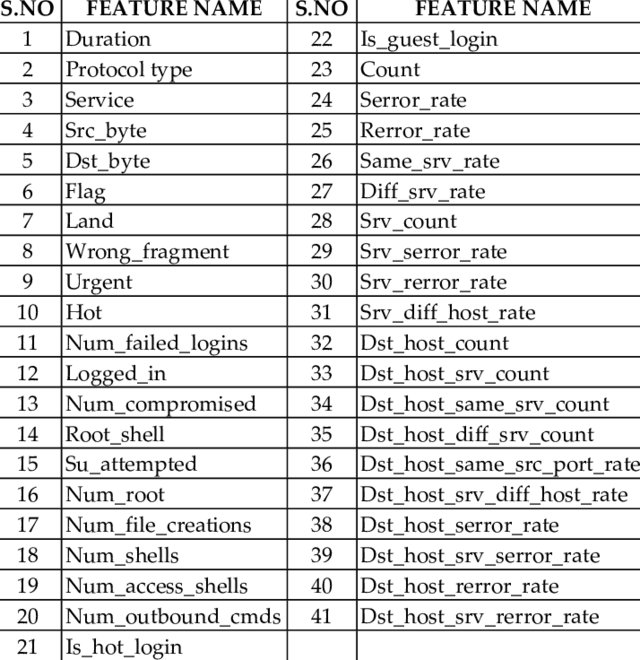 S.NO FEATURE NAME S.NO FEATURE NAME
1 Duration 22 Is_guest_login
2 Protocol type 23 Count
3 Service 24 Serror_rate
4 Src_byte 25 Rerror_rate
5 Dst_byte 26 Same_srv_rate
6 Flag 27 Diff_srv_rate
7 Land 28 Srv_count
8 Wrong_fragment 29 Srv_serror_rate
9 Urgent 30 Srv_rerror_rate
10 Hot 31 Srv_diff_host_rate
11 Num_failed_logins 32 Dst_host_count
12 Logged_in 33 Dst_host_srv_count
13 Num_compromised 34 Dst_host_same_srv_count
14 Root_shell 35 Dst_host_diff_srv_count
15 Su_attempted 36 Dst_host_same_src_port_rate
16 Num_root 37 Dst_host_srv_diff_host_rate
17 Num_file_creations 38 Dst_host_serror_rate
18 Num_shells 39 Dst_host_srv_serror_rate
19 Num_access_shells 40 Dst_host_rerror_rate
20 Num_outbound_cmds 41 Dst_host_srv_rerror_rate
21 Is_hot_login